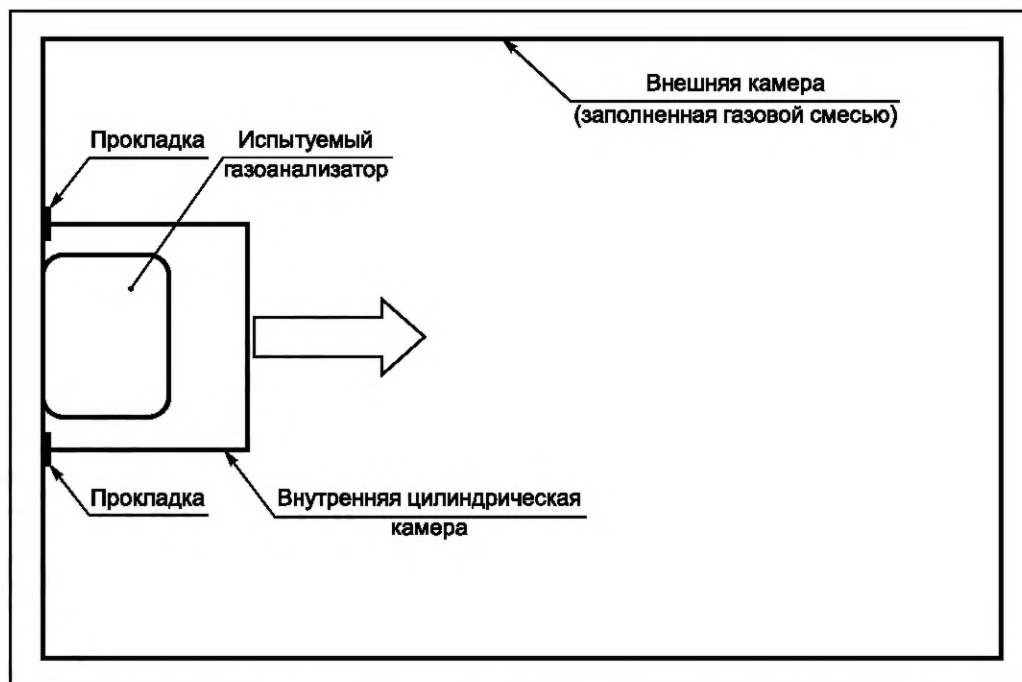 Внешняя камера
(заполненная газовой смесью)
Прокладка
Испытуемый
газоанализатор
Прокладка
Внутренняя цилиндрическая
камера